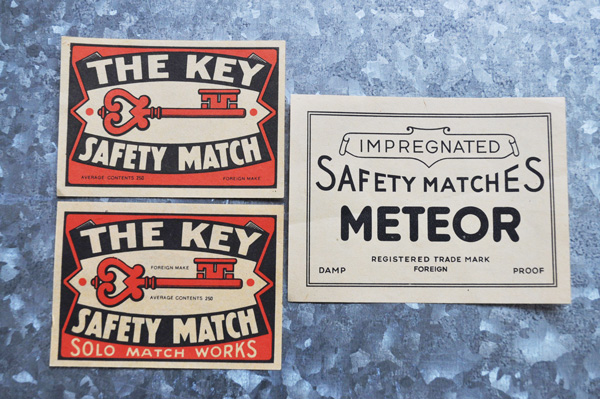 THE KEY
SAFETY MATCH
AVERAGE CONTENTS 250 FOREIGN MAKE
THE KEY
FOREIGN MAKE
AVERAGE CONTENTS 250
SAFETY MATCH
SOLO MATCH WORKS
IMPREGNATED
SAFETY MATCHES
METEOR
REGISTERED TRADE MARK
FOREIGN
DAMP PROOF